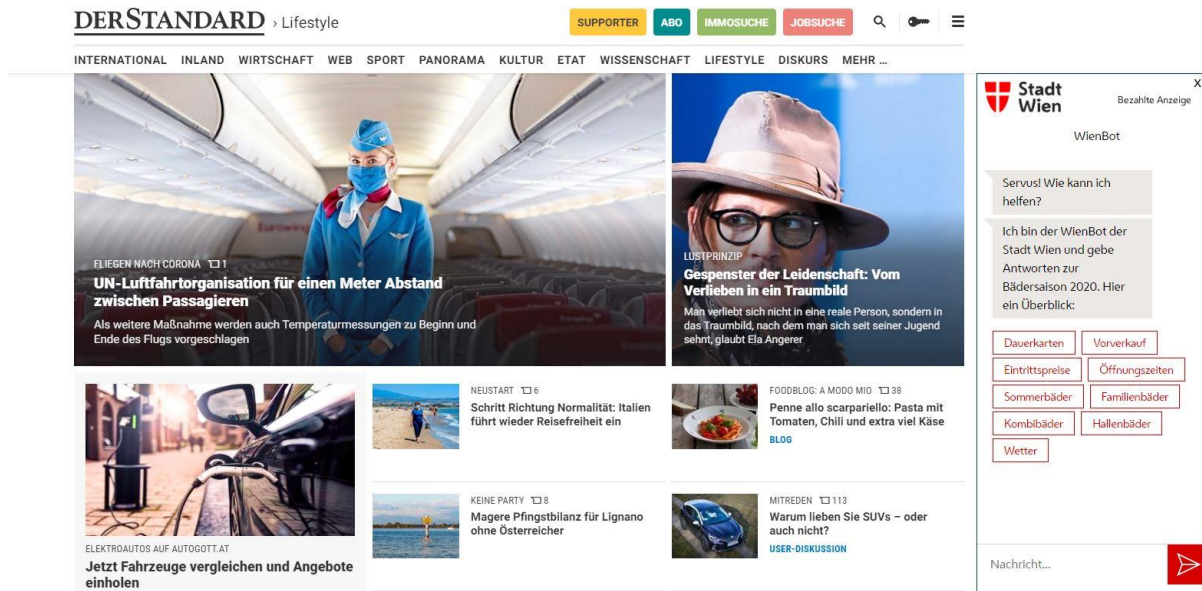 DERSTANDARD › Lifestyle
SUPPORTER
ABO
IMMOSUCHE
JOBSUCHE
INTERNATIONAL INLAND WIRTSCHAFT WEB SPORT PANORAMA KULTUR ETAT WISSENSCHAFT LIFESTYLE DISKURS MEHR ...
FLIEGEN NACH CORONA 1
UN-Luftfahrtorganisation für einen Meter Abstand
zwischen Passagieren
Als weitere Maßnahme werden auch Temperaturmessungen zu Beginn und
Ende des Flugs vorgeschlagen
LUSTPRINZIP
Gespenster der Leidenschaft: Vom
Verlieben in ein Traumbild
Man verliebt sich nicht in eine reale Person, sondern in
das Traumbild, nach dem man sich seit seiner Jugend
sehnt, glaubt Ela Angerer
ELEKTROAUTOS AUF AUTOGOTT.AT
Jetzt Fahrzeuge vergleichen und Angebote
einholen
NEUSTART 6
Schritt Richtung Normalität: Italien
führt wieder Reisefreiheit ein
KEINE PARTY 8
Magere Pfingstbilanz für Lignano
ohne Österreicher
FOODBLOG: A MODO MIO 38
Penne allo scarpariello: Pasta mit
Tomaten, Chili und extra viel Käse
BLOG
MITREDEN 113
Warum lieben Sie SUVs – oder
auch nicht?
USER-DISKUSSION
X
Stadt
Wien
Bezahlte Anzeige
WienBot
Servus! Wie kann ich
helfen?
Ich bin der WienBot der
Stadt Wien und gebe
Antworten zur
Bädersaison 2020. Hier
ein Überblick:
Dauerkarten
Vorverkauf
Eintrittspreise
Öffnungszeiten
Sommerbäder
Familienbäder
Kombibäder
Hallenbäder
Wetter
Nachricht...